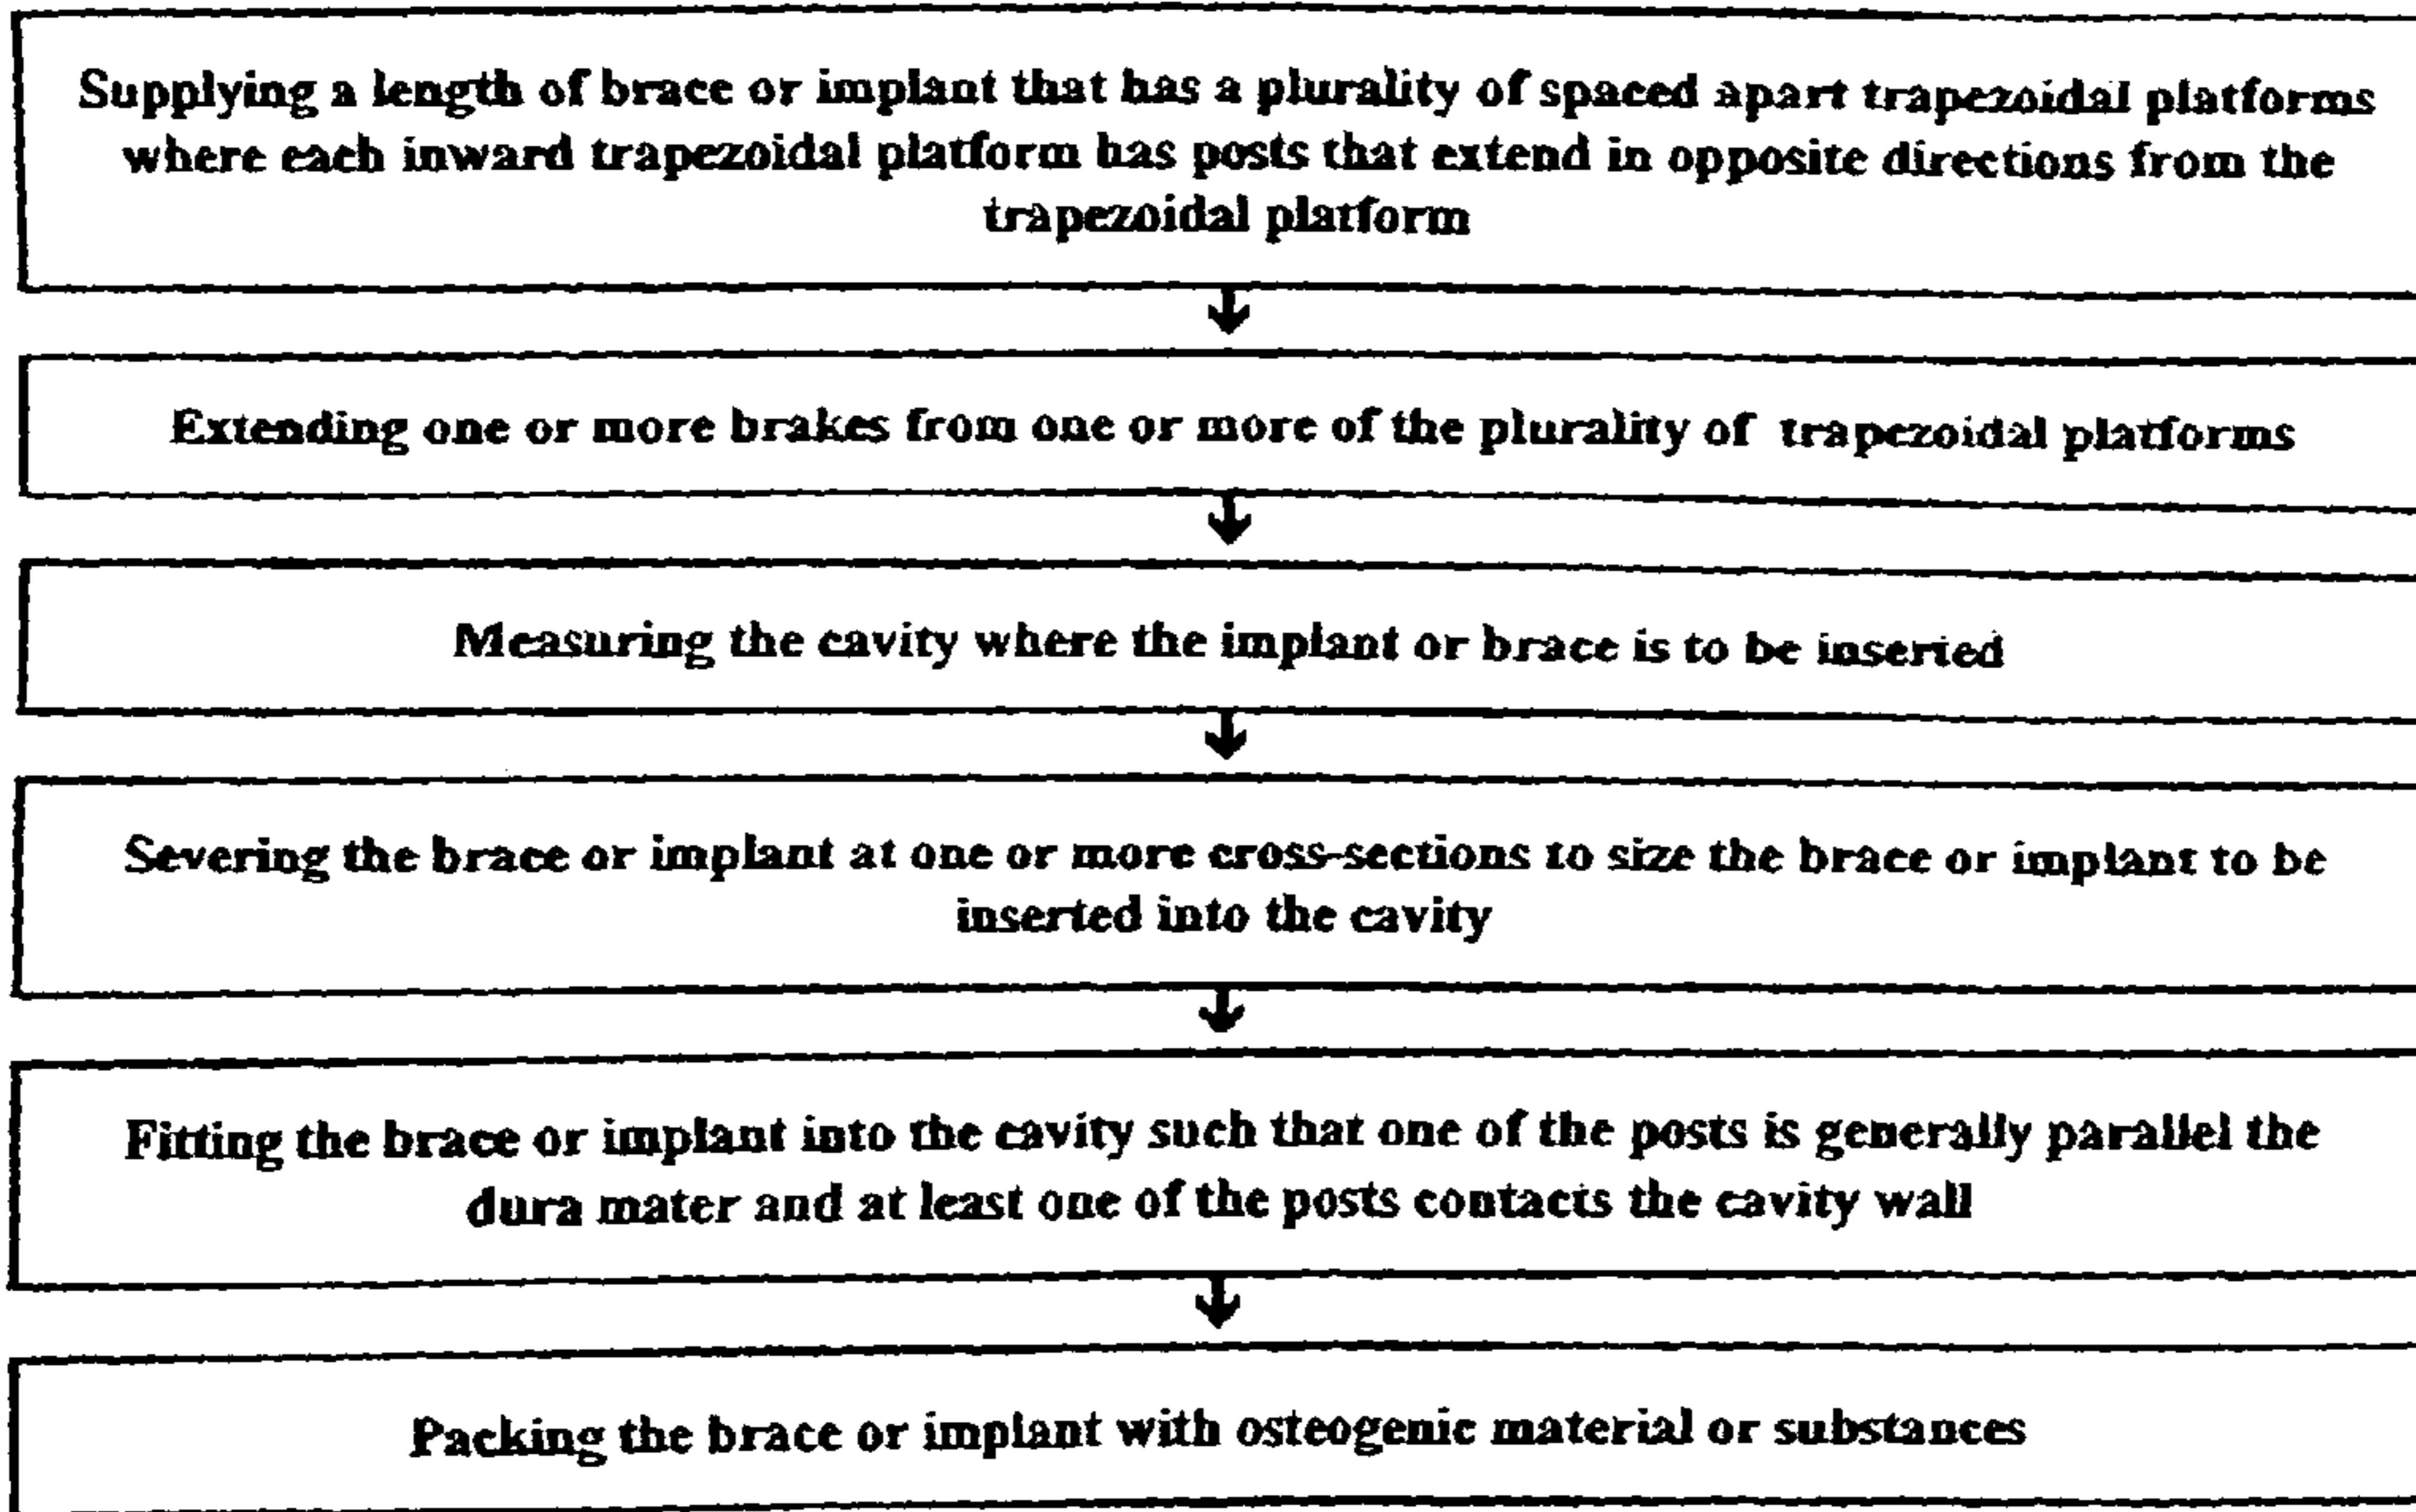 Supplying a length of brace or implant that has a plurality of spaced apart trapezoidal platforms
where each inward trapezoidal platform has posts that extend in opposite directions from the
trapezoidal platform
Extending one or more brakes from one or more of the plurality of trapezoidal platforms
Measuring the cavity where the implant or brace is to be inserted
Severing the brace or implant at one or more cross-sections to size the brace or implant to be
inserted into the cavity
Fitting the brace or implant into the cavity such that one of the posts is generally parallel the
dura mater and at least one of the posts contacts the cavity wall
Packing the brace or implant with osteogenic material or substances